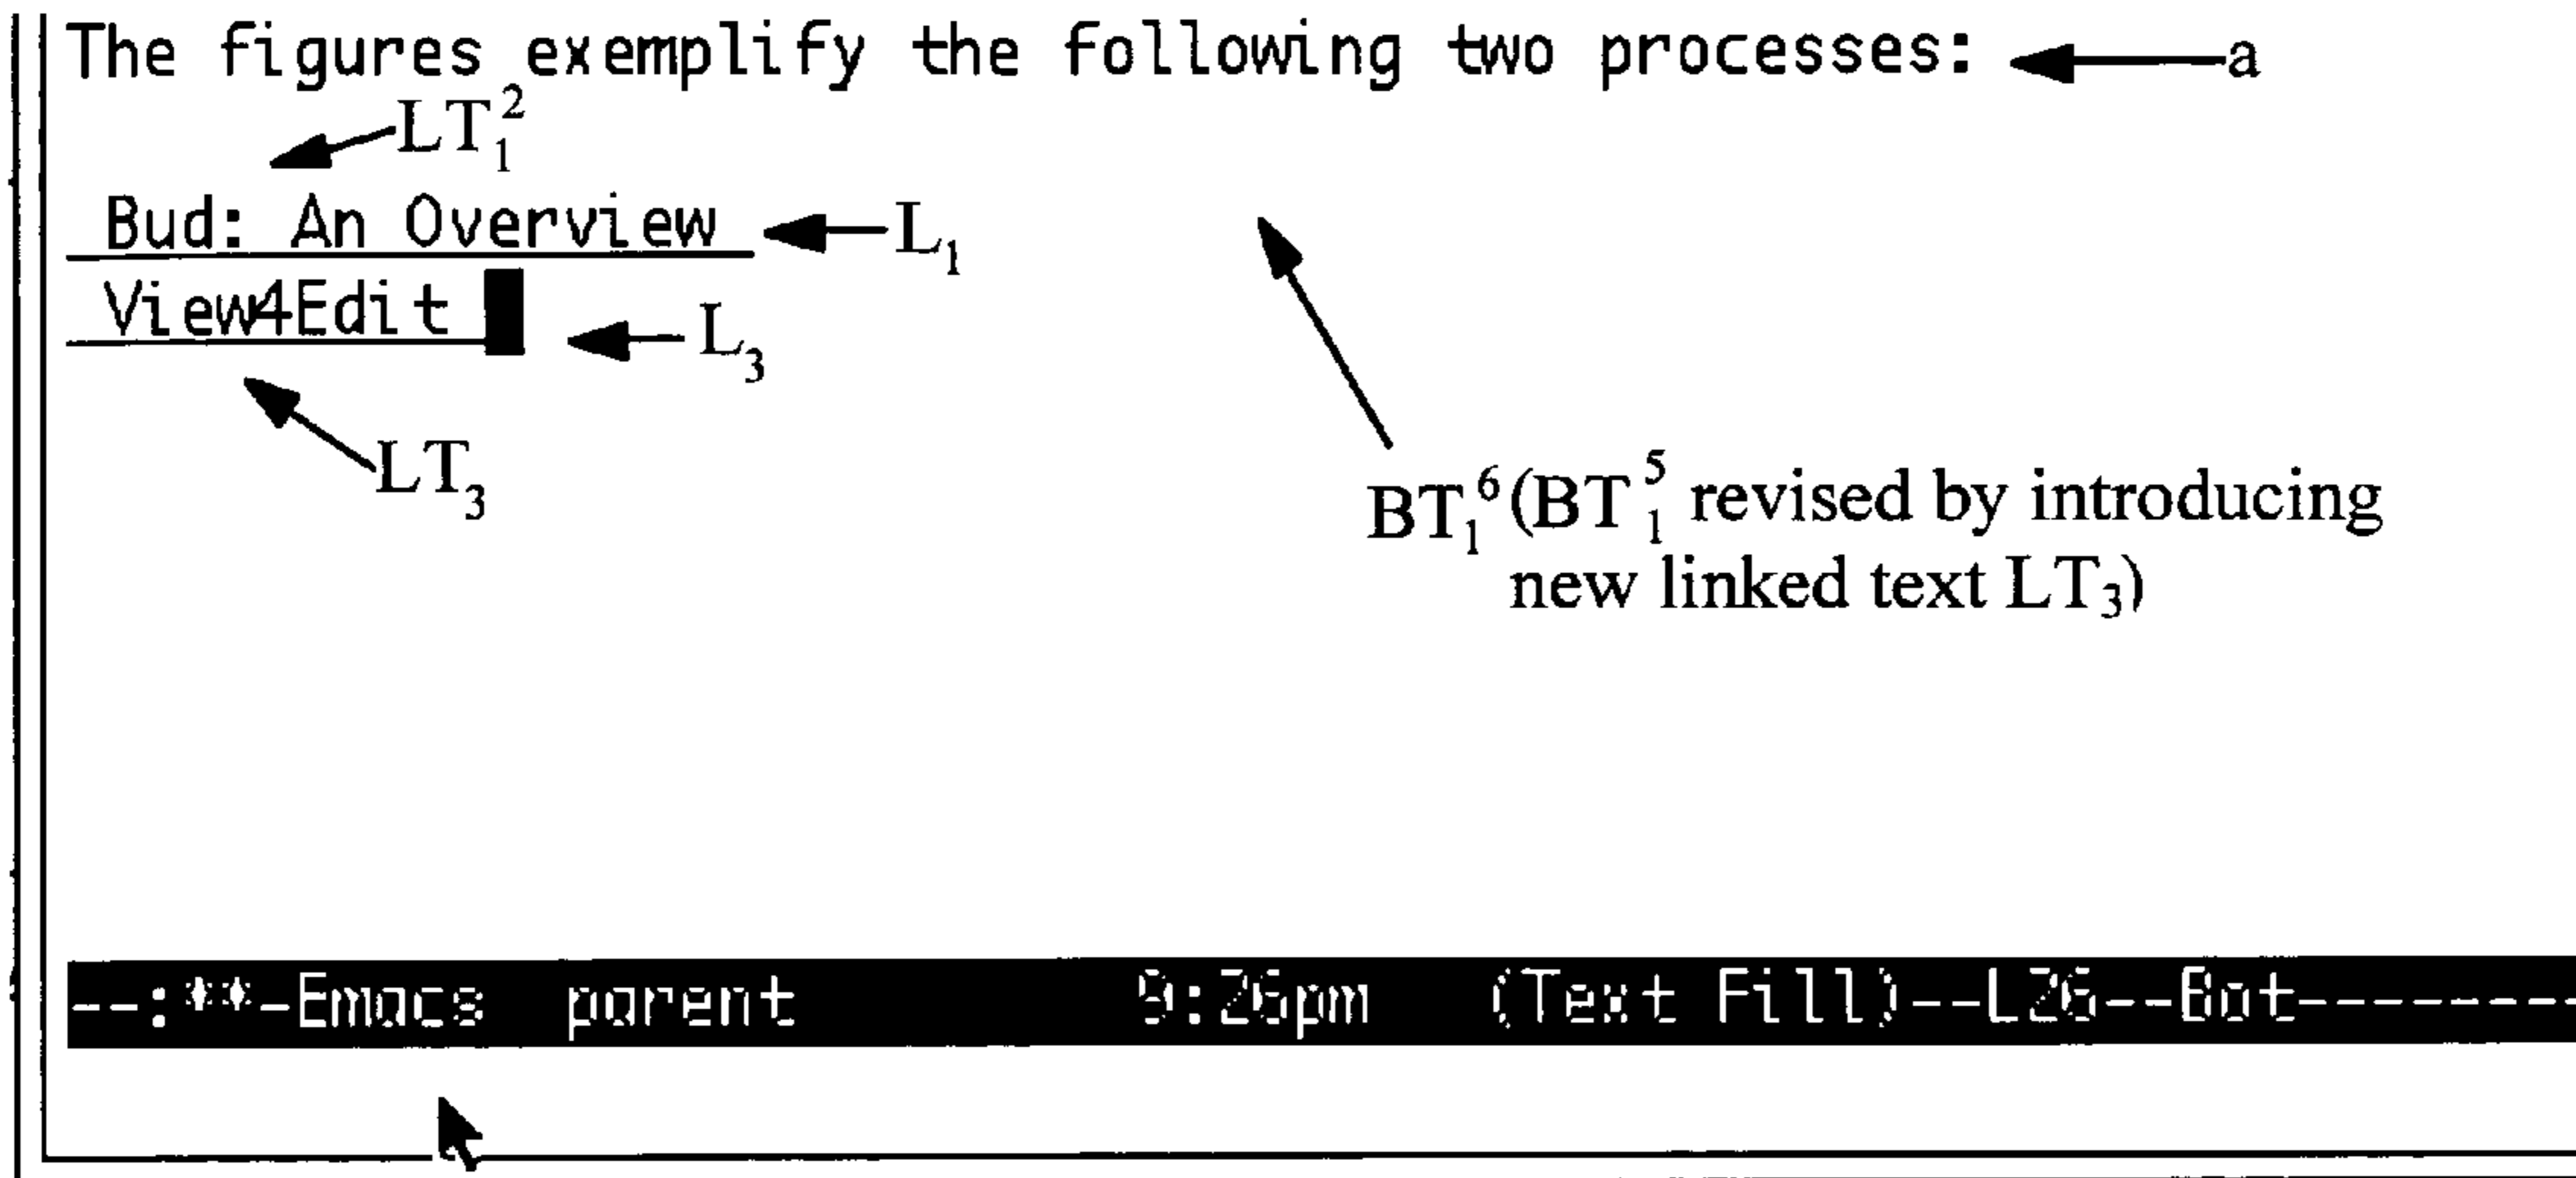 The figures exemplify the following two processes: a
LT₁²
Bud: An Overview L₁
View4Edit L₃
LT₃
BT₁⁶ (BT₁⁵ revised by introducing
new linked text LT₃)
--:**-Emacs parent 9:26pm (Text Fill)--L26--Bot--------